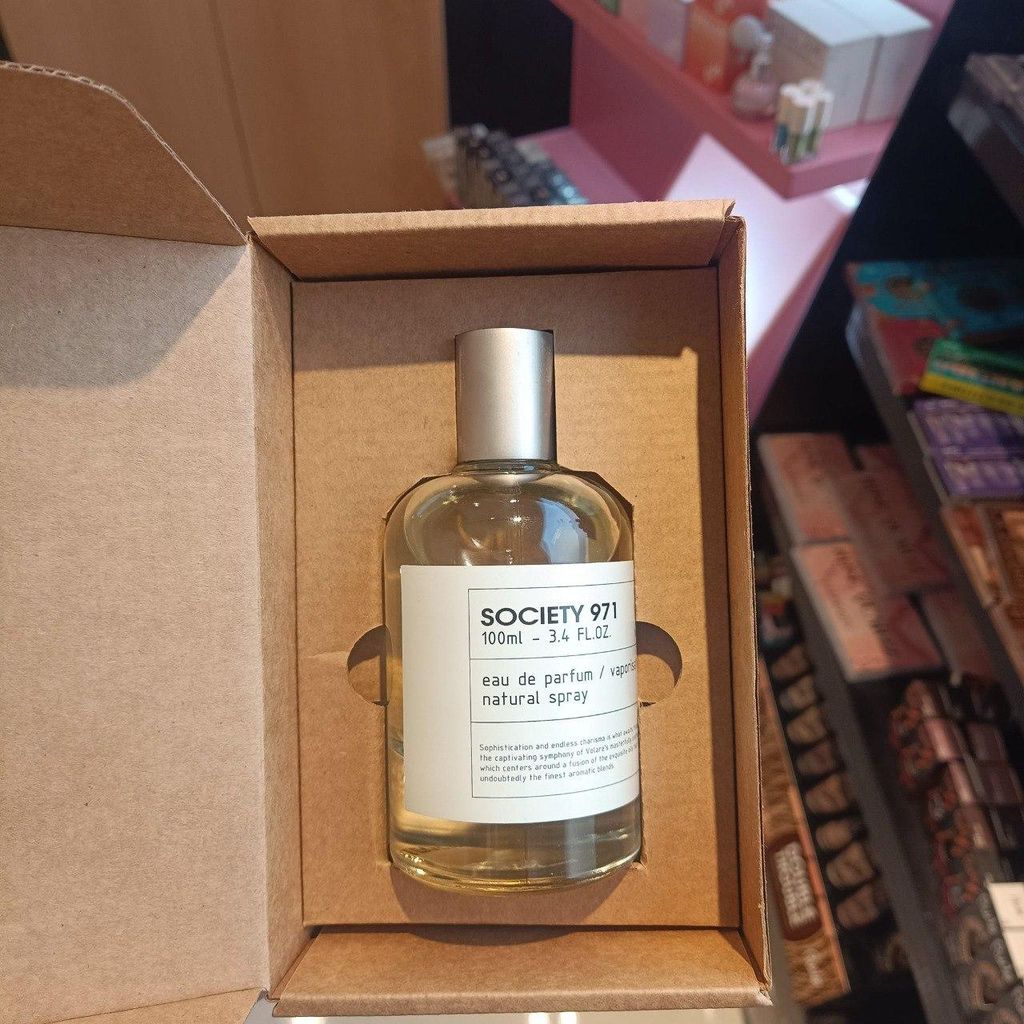 SOCIETY 971
100ml - 3.4 FL.OZ.
eau de parfum /
natural spray
Sophistication and endless charisma is what
the captivating symphony of Volare's
which centers around a fusion of the exquisite
undoubtedly the finest aromatic blends.